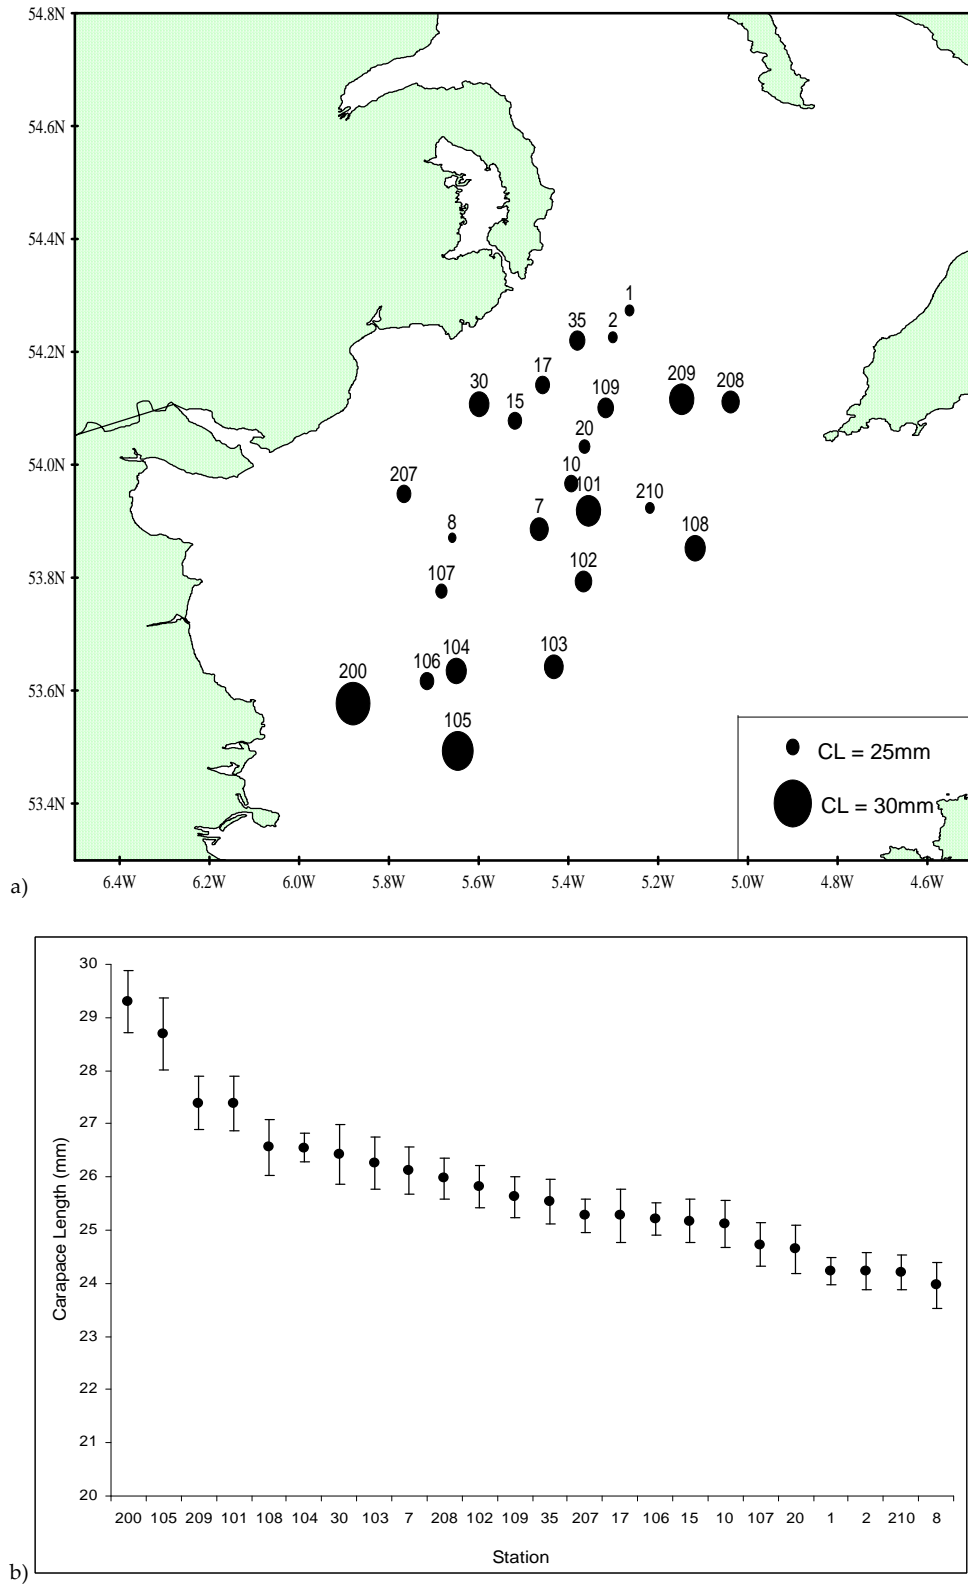 54.8N
54.6N
54.4N
1
35 2
54.2N
17
30 109 209 208
15
20
54.0N
10
207 101 210
7
8 108
53.8N
107 102
103
104
106
200
53.6N
105
CL = 25mm
53.4N
CL = 30mm
6.4W 6.2W 6.0W 5.8W 5.6W 5.4W 5.2W 5.0W 4.8W 4.6W
a)
30
29
28
27
26
25
24
23
22
21
20
Carapace Length (mm)
200 105 209 101 108 104 30 103 7 208 102 109 35 207 17 106 15 10 107 20 1 2 210 8
Station
b)